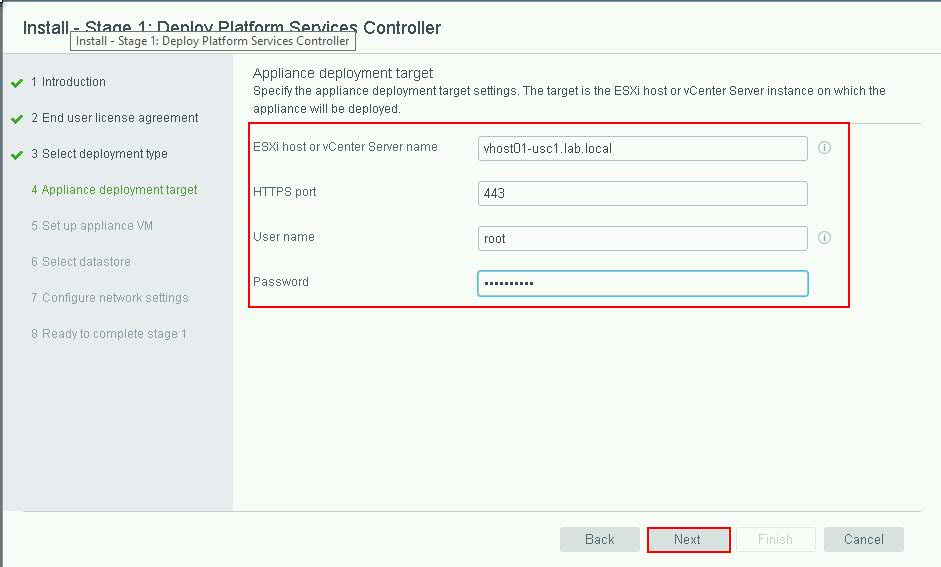 Install - Stage 1: Deploy Platform Services Controller
Install - Stage 1: Deploy Platform Services Controller
1 Introduction
2 End user license agreement
3 Select deployment type
4 Appliance deployment target
5 Set up appliance VM
6 Select datastore
7 Configure network settings
8 Ready to complete stage 1
Appliance deployment target
Specify the appliance deployment target settings. The target is the ESXi host or vCenter Server instance on which the
appliance will be deployed.
ESXi host or vCenter Server name
vhost01-usc1.lab.local
HTTPS port
443
User name
root
Password
••••••••••
Back
Next
Finish
Cancel